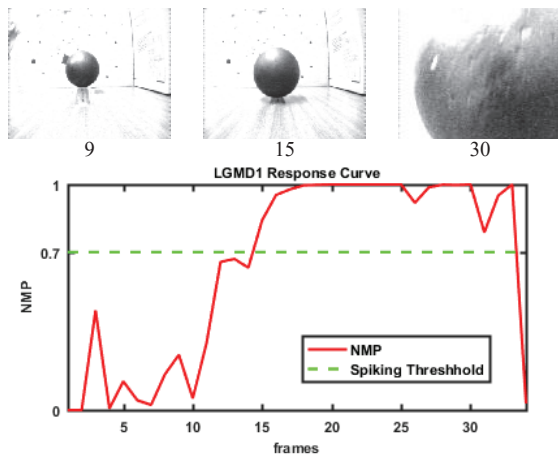 9 15 30
LGMD1 Response Curve
1
0.7
0
NMP
NMP
Spiking Threshhold
5 10 15 20 25 30
frames